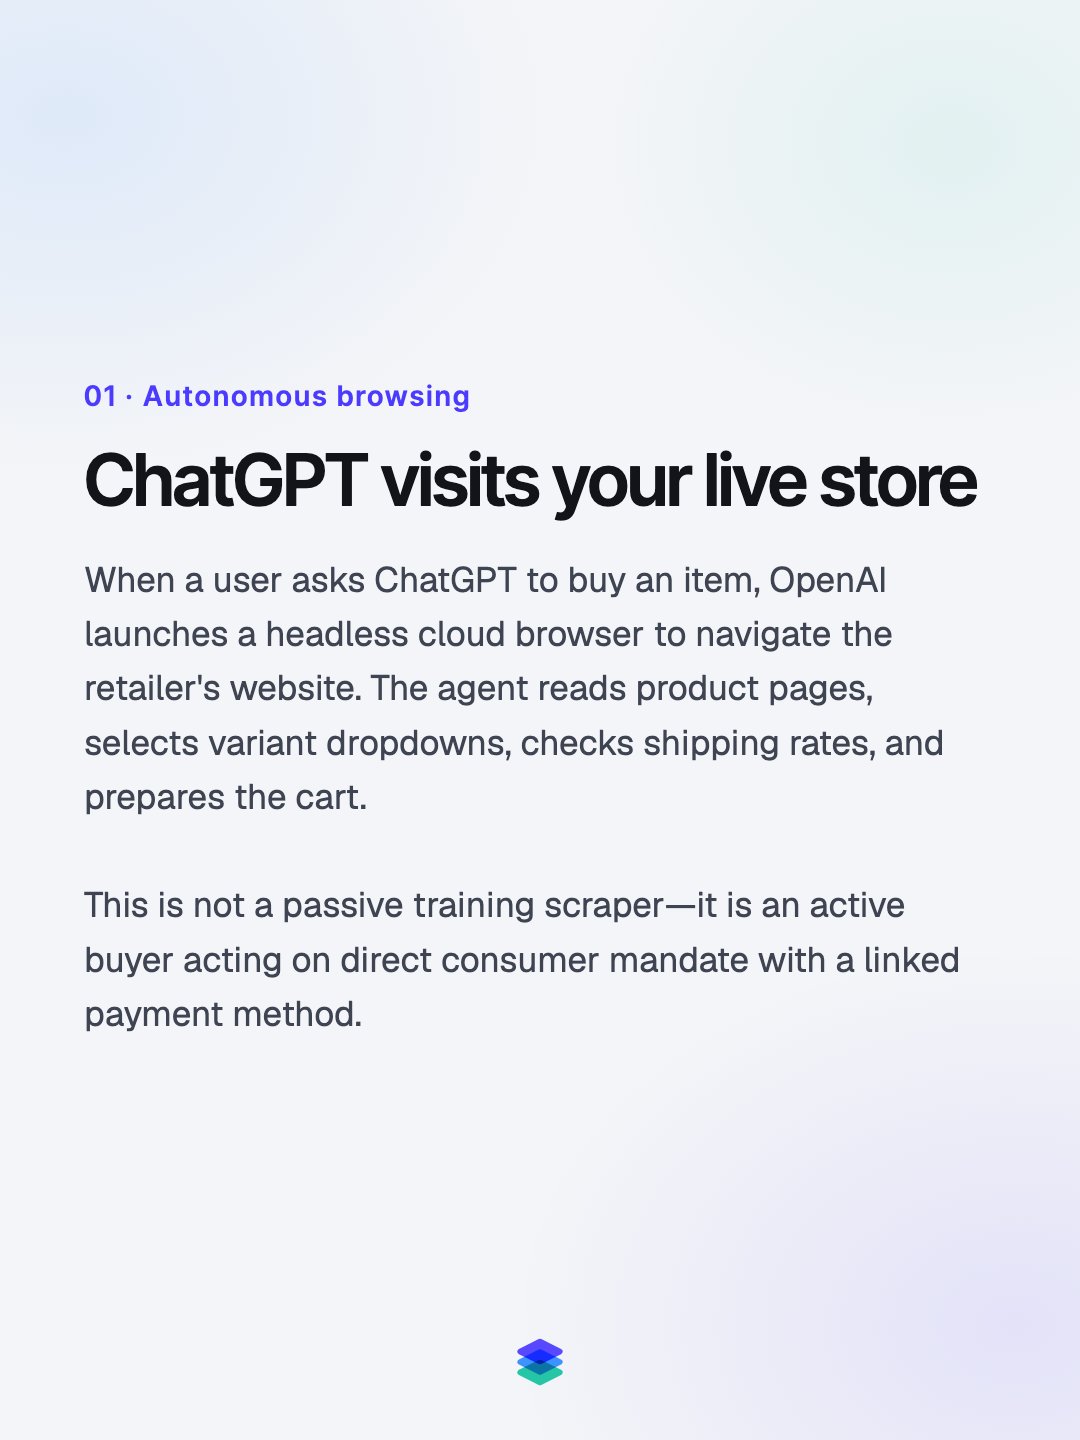 01 · Autonomous browsing
ChatGPT visits your live store
When a user asks ChatGPT to buy an item, OpenAI
launches a headless cloud browser to navigate the
retailer's website. The agent reads product pages,
selects variant dropdowns, checks shipping rates, and
prepares the cart.
This is not a passive training scraper—it is an active
buyer acting on direct consumer mandate with a linked
payment method.